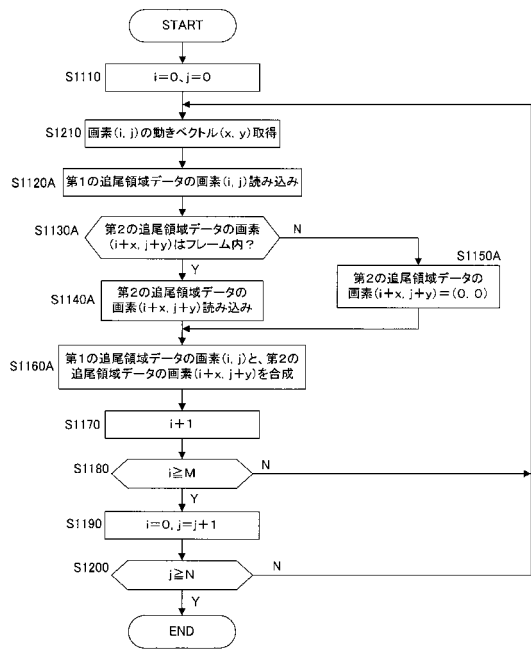 START
S1110
i=0、j=0
S1210
画素(i, j)の動きベクトル(x, y)取得
S1120A
第1の追尾領域データの画素(i, j)読み込み
S1130A
第2の追尾領域データの画素
(i+x, j+y)はフレーム内?
N
Y
S1150A
第2の追尾領域データの
画素(i+x, j+y)=(0, 0)
S1140A
第2の追尾領域データの
画素(i+x, j+y)読み込み
S1160A
第1の追尾領域データの画素(i, j)と、第2の
追尾領域データの画素(i+x, j+y)を合成
S1170
i+1
S1180
i≧M
N
Y
S1190
i=0, j=j+1
S1200
j≧N
N
Y
END